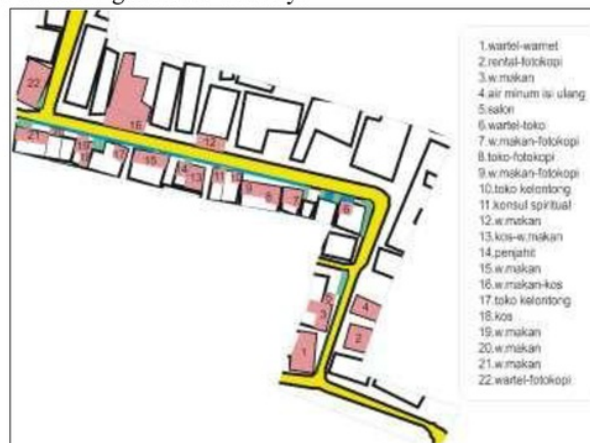 1.wartel-warnet
2.rental-fotokopi
3.w.makan
4.air minum isi ulang
5.salon
6.wartel-toko
7.w.makan-fotokopi
8.toko-fotokopi
9.w.makan-fotokopi
10.toko kelontong
11.konsul spiritual
12.w.makan
13.kos-w.makan
14.penjahit
15.w.makan
16.w.makan-kos
17.toko kelontong
18.kos
19.w.makan
20.w.makan
21.w.makan
22.wartel-fotokopi
22
16
12
21
19
18
17
15
14
13
11
10
9
8
7
6
5
4
3
2
1